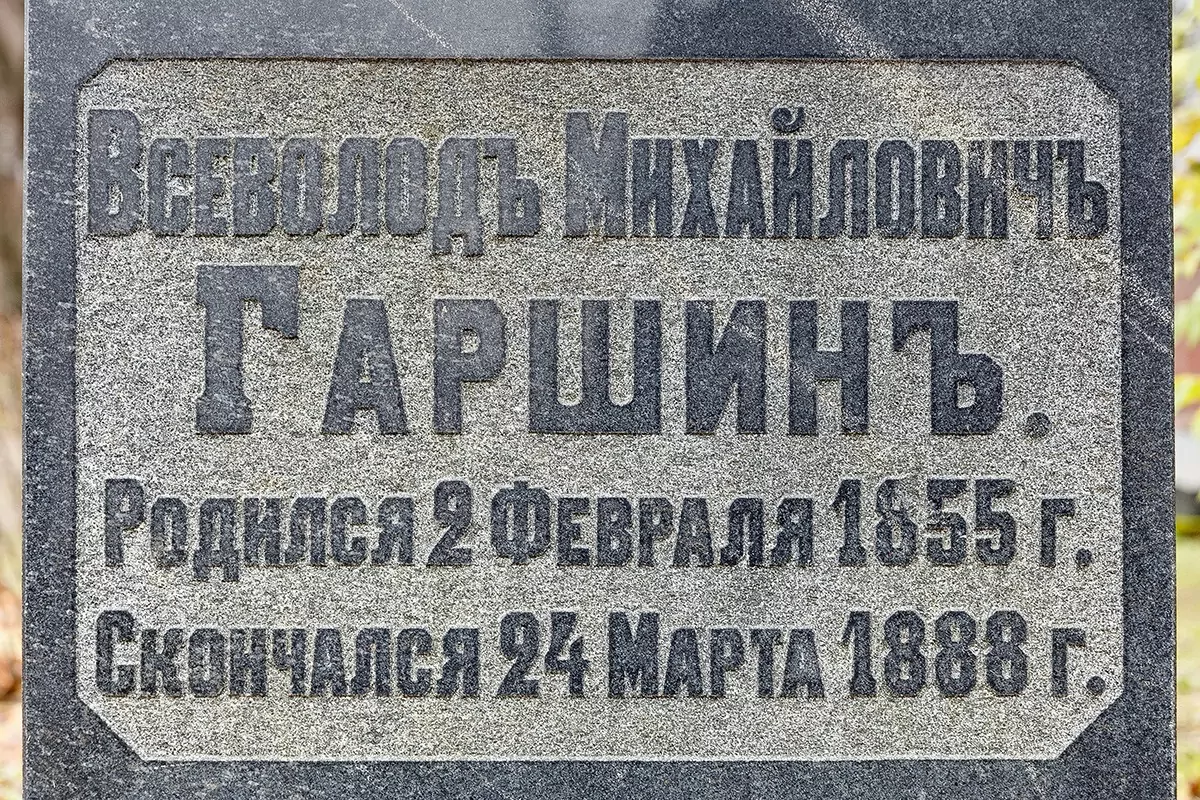 Всеволодъ Михайловичъ
Гаршинъ.
Родился 2 Февраля 1855 г.
Скончался 24 Марта 1888 г.